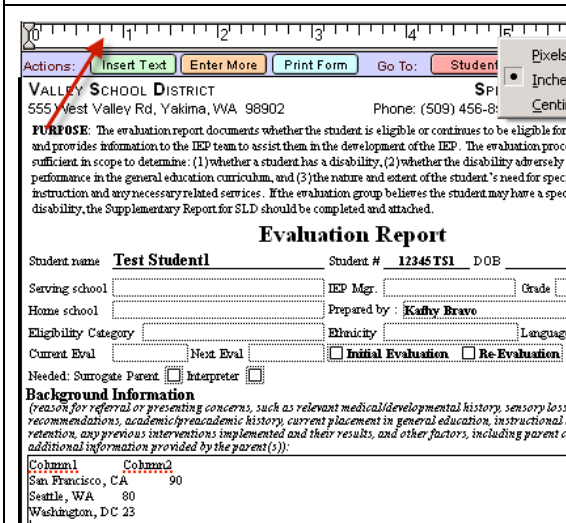 0 1 2 3 4 5
Pixels
Inches
Actions: Insert Text Enter More Print Form Go To: Student
VALLEY SCHOOL DISTRICT
555 West Valley Rd, Yakima, WA 98902 Phone: (509) 456-8
PURPOSE: The evaluation report documents whether the student is eligible or continues to be eligible for
and provides information to the IEP team to assist them in the development of the IEP. The evaluation
sufficient in scope to determine: (1) whether a student has a disability, (2) whether the disability adversely
performance in the general education curriculum, and (3) the nature and extent of the student's need for
instruction and any necessary related services. If the evaluation group believes the student may have a
disability, the Supplementary Report for SLD should be completed and attached.
Evaluation Report
Student name Test Student1 Student # 12345TS1 DOB
Serving school IEP Mgr. Grade
Home school Prepared by : Kathy Bravo
Eligibility Category Ethnicity
Current Eval Next Eval Initial Evaluation Re-Evaluation
Needed: Surrogate Parent Interpreter
Background Information
(reason for referral or presenting concerns, such as relevant medical/developmental history, sensory
recommendations, academic/preacademic history, current placement in general education, instructional
retention, any previous interventions implemented and their results, and other factors, including parent
additional information provided by the parent(s)):
Column1 Column2
San Francisco, CA 90
Seattle, WA 80
Washington, DC 23